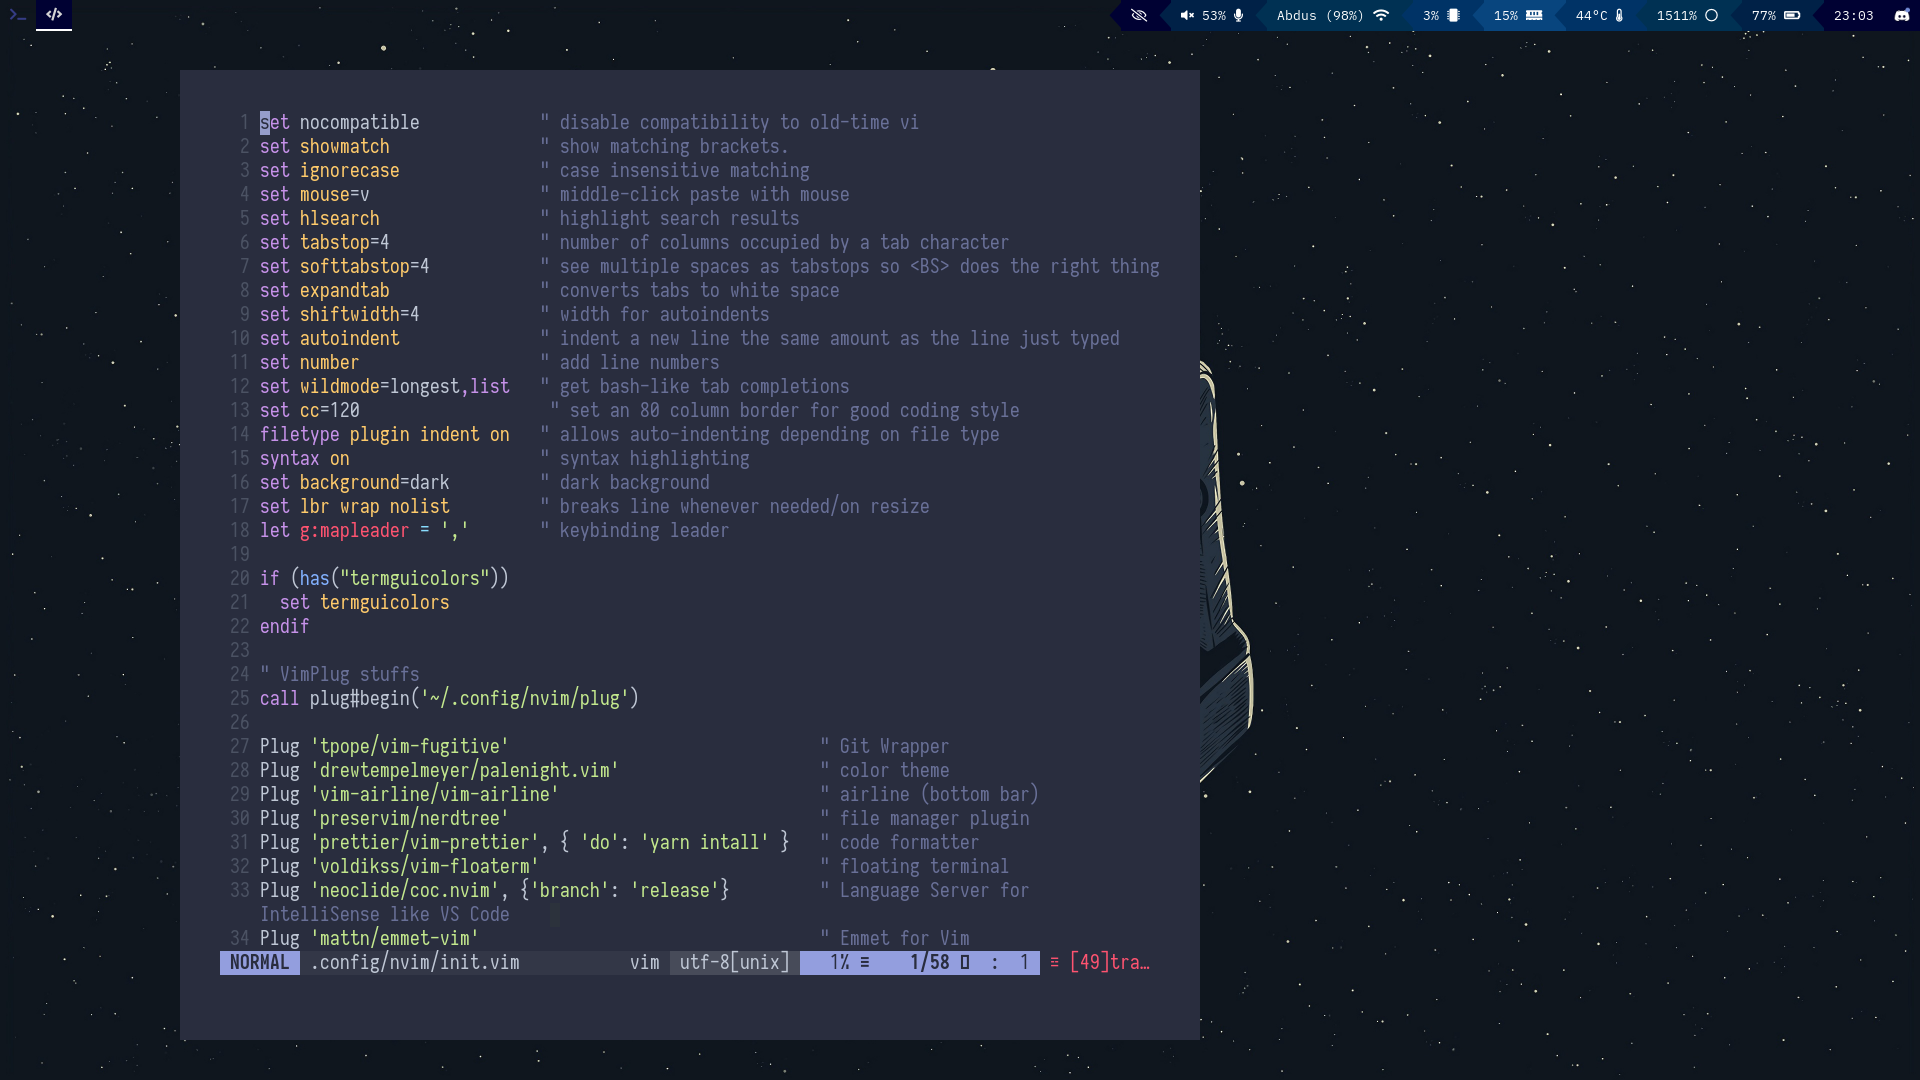 >_ </> 53% Abdus (98%) 3% 15% 44°C 1511% 77% 23:03
1 set nocompatible " disable compatibility to old-time vi
2 set showmatch " show matching brackets.
3 set ignorecase " case insensitive matching
4 set mouse=v " middle-click paste with mouse
5 set hlsearch " highlight search results
6 set tabstop=4 " number of columns occupied by a tab character
7 set softtabstop=4 " see multiple spaces as tabstops so <BS> does the right thing
8 set expandtab " converts tabs to white space
9 set shiftwidth=4 " width for autoindents
10 set autoindent " indent a new line the same amount as the line just typed
11 set number " add line numbers
12 set wildmode=longest,list " get bash-like tab completions
13 set cc=120 " set an 80 column border for good coding style
14 filetype plugin indent on " allows auto-indenting depending on file type
15 syntax on " syntax highlighting
16 set background=dark " dark background
17 set lbr wrap nolist " breaks line whenever needed/on resize
18 let g:mapleader = ',' " keybinding leader
19
20 if (has("termguicolors"))
21 set termguicolors
22 endif
23
24 " VimPlug stuffs
25 call plug#begin('~/.config/nvim/plug')
26
27 Plug 'tpope/vim-fugitive' " Git Wrapper
28 Plug 'drewtempelmeyer/palenight.vim' " color theme
29 Plug 'vim-airline/vim-airline' " airline (bottom bar)
30 Plug 'preservim/nerdtree' " file manager plugin
31 Plug 'prettier/vim-prettier', { 'do': 'yarn intall' } " code formatter
32 Plug 'voldikss/vim-floaterm' " floating terminal
33 Plug 'neoclide/coc.nvim', {'branch': 'release'} " Language Server for
IntelliSense like VS Code
34 Plug 'mattn/emmet-vim' " Emmet for Vim
NORMAL .config/nvim/init.vim vim utf-8[unix] 1% ≡ 1/58 : 1 [49]tra…